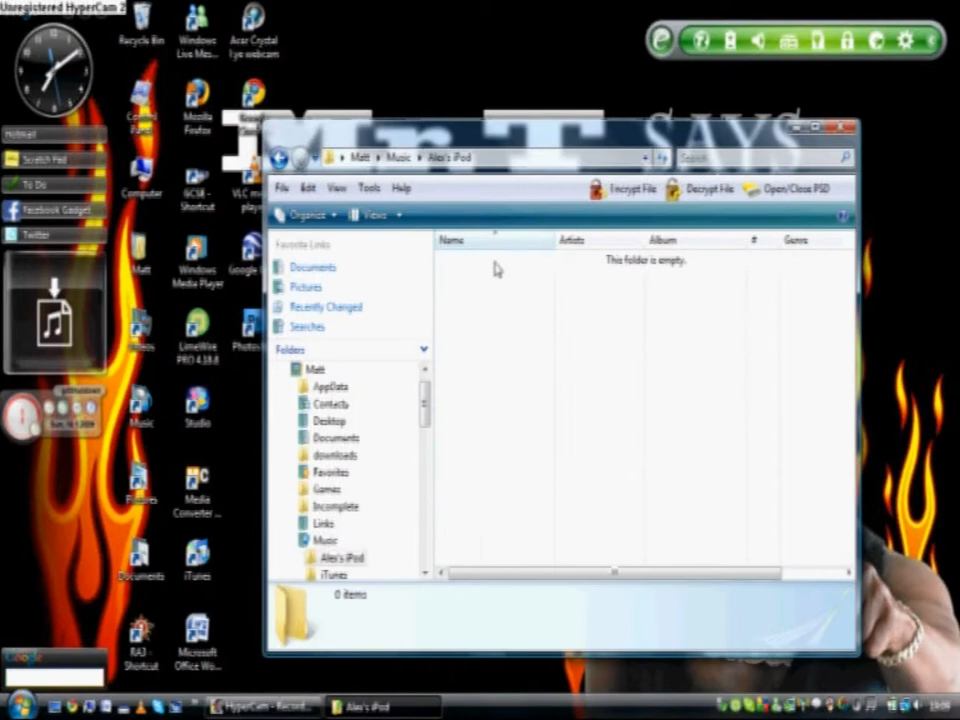 Unregistered HyperCam 2
Recycle Bin
Windows Live Mes...
Acer Crystal Eye webcam
Hotmail
Scratch Pad
To Do
Facebook Gadget
Twitter
Control Panel
Mozilla Firefox
Mr T SAYS
Computer
GCSE - Shortcut
VLC media player
Matt
Windows Media Player
Google
LimeWire PRO 4.18.8
Music
Studio
Pictures
Media Converter ...
Documents
iTunes
RA3 - Shortcut
Microsoft Office Wo...
Google
Matt
Music
Alex's iPod
Search
File
Edit
View
Tools
Help
Encrypt File
Decrypt File
Open/Close PSD
Organize
Views
Favorite Links
Documents
Pictures
Recently Changed
Searches
Folders
Name
Artists
Album
#
Genre
This folder is empty.
Matt
AppData
Contacts
Desktop
Documents
downloads
Favorites
Games
Incomplete
Links
Music
Alex's iPod
iTunes
0 items
HyperCam - Record...
Alex's iPod